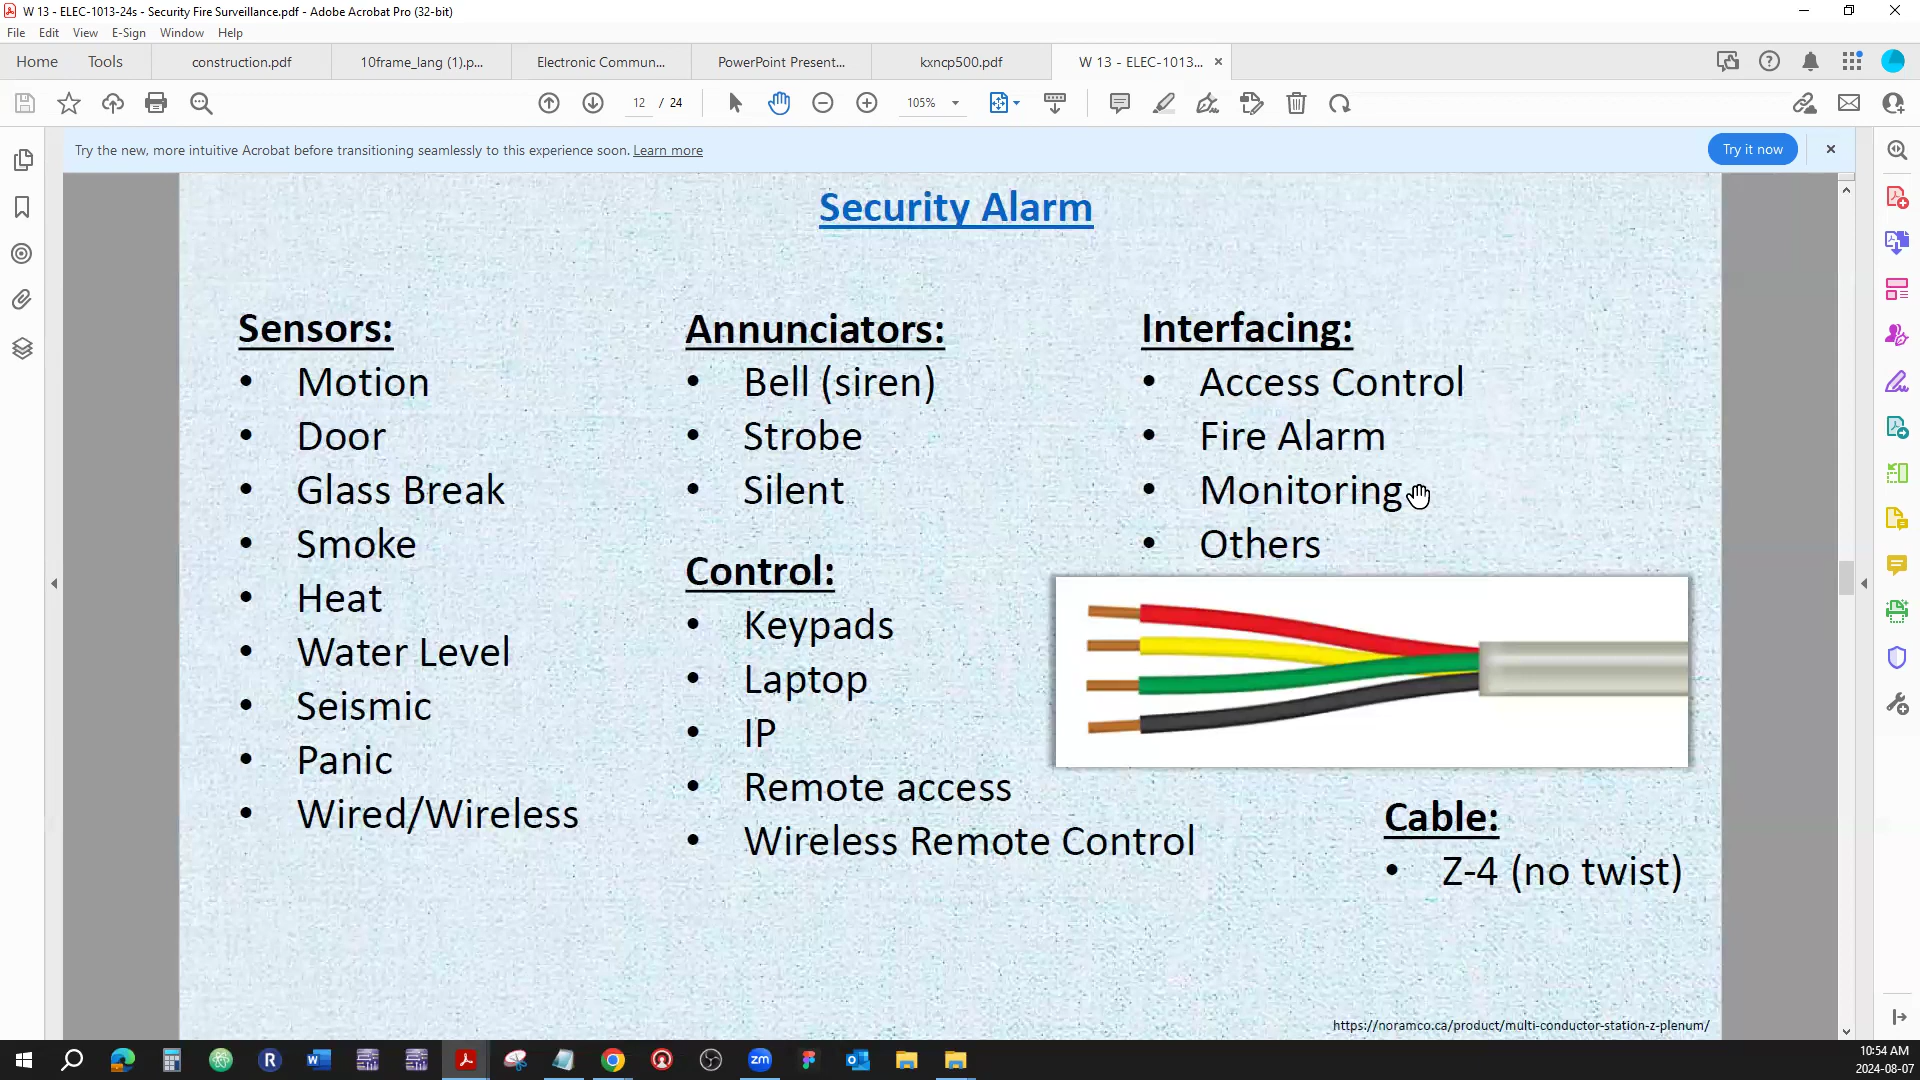 W 13 - ELEC-1013-24s - Security Fire Surveillance.pdf - Adobe Acrobat Pro (32-bit)
File Edit View E-Sign Window Help
Home Tools construction.pdf 10frame_lang (1).p... Electronic Commun... PowerPoint Present... kxncp500.pdf W 13 - ELEC-1013...
12 / 24 105%
Try the new, more intuitive Acrobat before transitioning seamlessly to this experience soon. Learn more
Try it now
Security Alarm
Sensors:
• Motion
• Door
• Glass Break
• Smoke
• Heat
• Water Level
• Seismic
• Panic
• Wired/Wireless
Annunciators:
• Bell (siren)
• Strobe
• Silent
Control:
• Keypads
• Laptop
• IP
• Remote access
• Wireless Remote Control
Interfacing:
• Access Control
• Fire Alarm
• Monitoring
• Others
Cable:
• Z-4 (no twist)
https://noramco.ca/product/multi-conductor-station-z-plenum/
R
zm
10:54 AM
2024-08-07